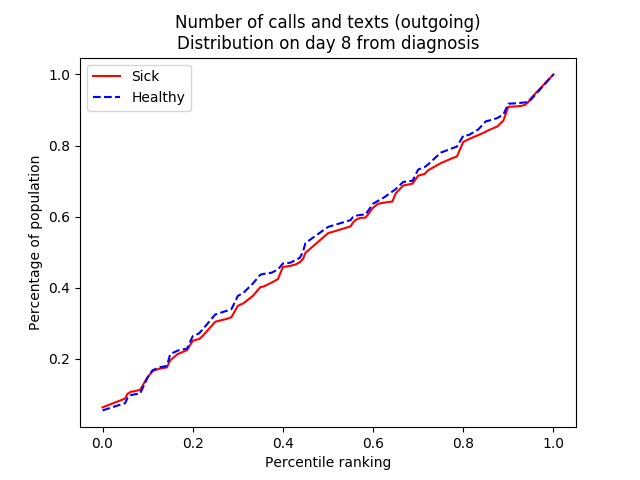 Number of calls and texts (outgoing)
Distribution on day 8 from diagnosis
Sick
Healthy
Percentage of population
1.0
0.8
0.6
0.4
0.2
0.0 0.2 0.4 0.6 0.8 1.0
Percentile ranking